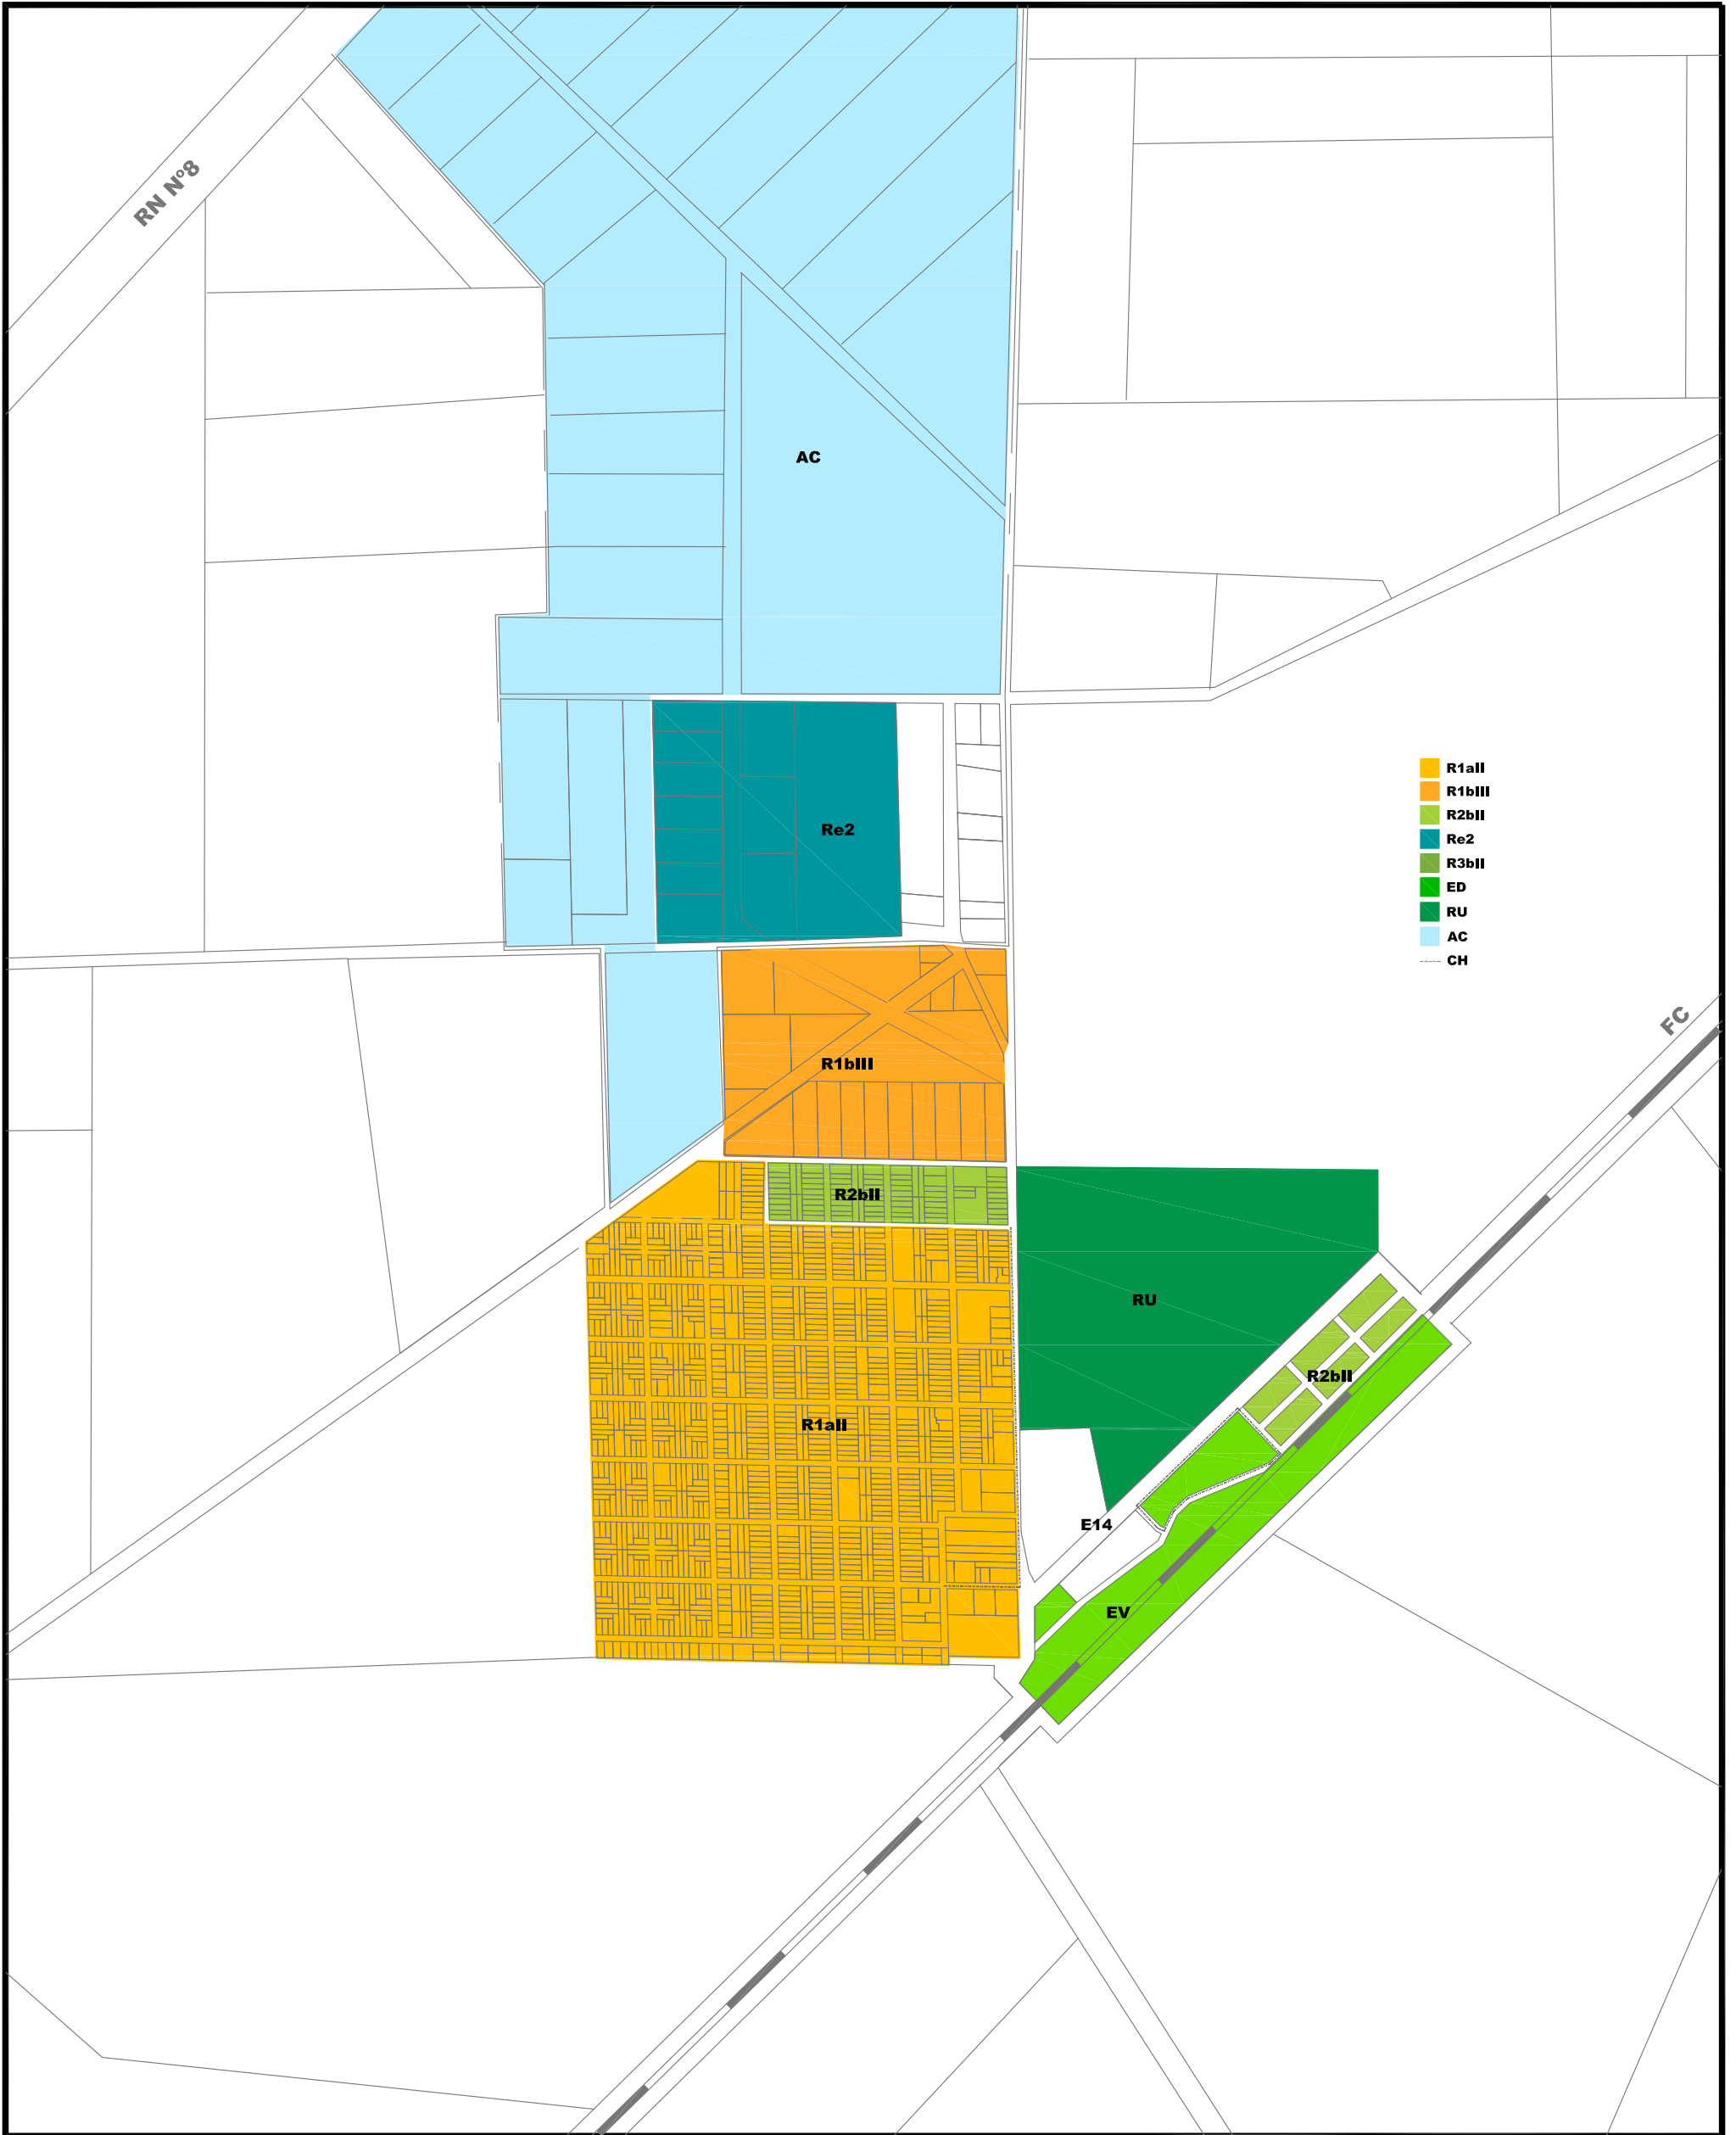 RN Nº8
AC
Re2
R1aII
R1bIII
R2bII
Re2
R3bII
ED
RU
AC
CH
FC
R1bIII
R2bII
RU
R2bII
R1aII
E14
EV